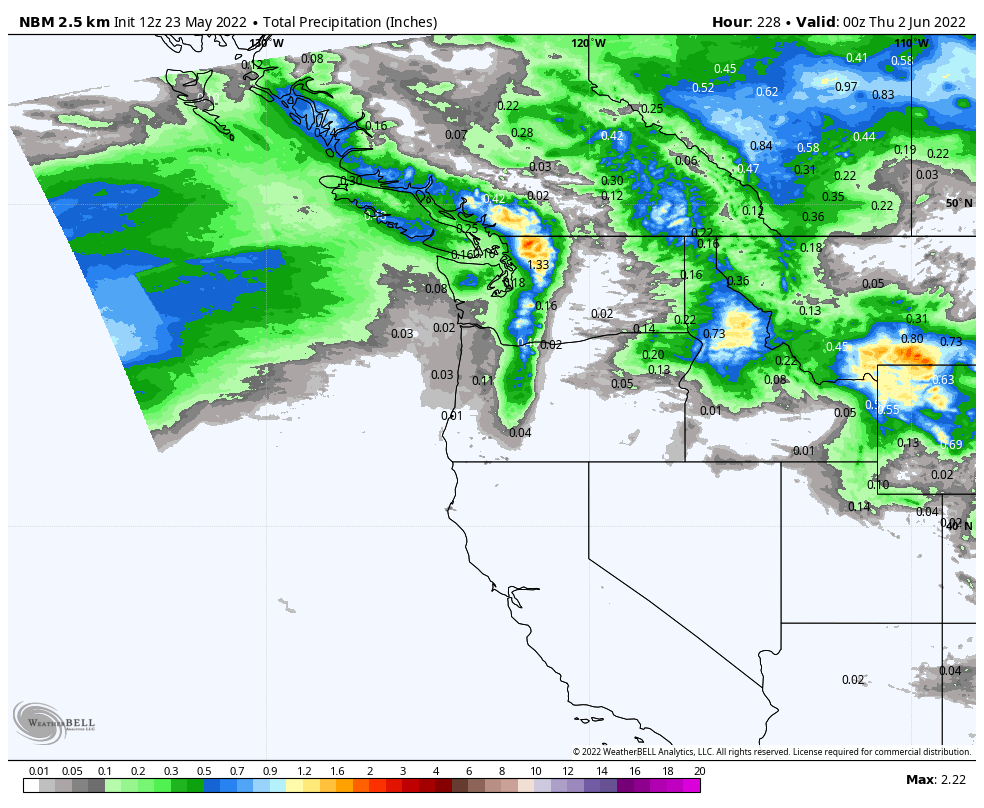 NBM 2.5 km Init 12z 23 May 2022 • Total Precipitation (Inches)
Hour: 228 • Valid: 00z Thu 2 Jun 2022
130°W 120°W 110°W
0.12 0.08 0.45 0.41 0.58
0.52 0.62 0.97 0.83
0.22 0.25
0.74 0.16 0.07 0.28 0.42 0.84 0.58 0.44
0.19 0.22
0.03 0.06 0.47 0.31 0.22 0.03
0.30 0.30
0.42 0.02 0.12 0.35
0.12 0.36 0.22 50°N
0.25 0.22
0.16 0.18
0.16 1.33
0.08 0.18 0.16 0.36 0.05
0.16 0.02 0.22 0.13 0.31
0.02 0.03 0.14 0.73 0.80 0.73
0.02 0.45
0.20 0.22
0.03 0.11 0.05 0.13 0.08 0.63
0.01 0.01 0.05 0.55
0.04 0.13 0.69
0.01 0.02
0.10
0.14 0.04
0.02 40°N
0.04
0.02
WEATHERBELL
ANALYTICS LLC
© 2022 WeatherBELL Analytics, LLC. All rights reserved. License required for commercial distribution.
0.01 0.05 0.1 0.2 0.3 0.5 0.7 0.9 1.2 1.6 2 3 4 6 8 10 12 14 16 18 20
Max: 2.22